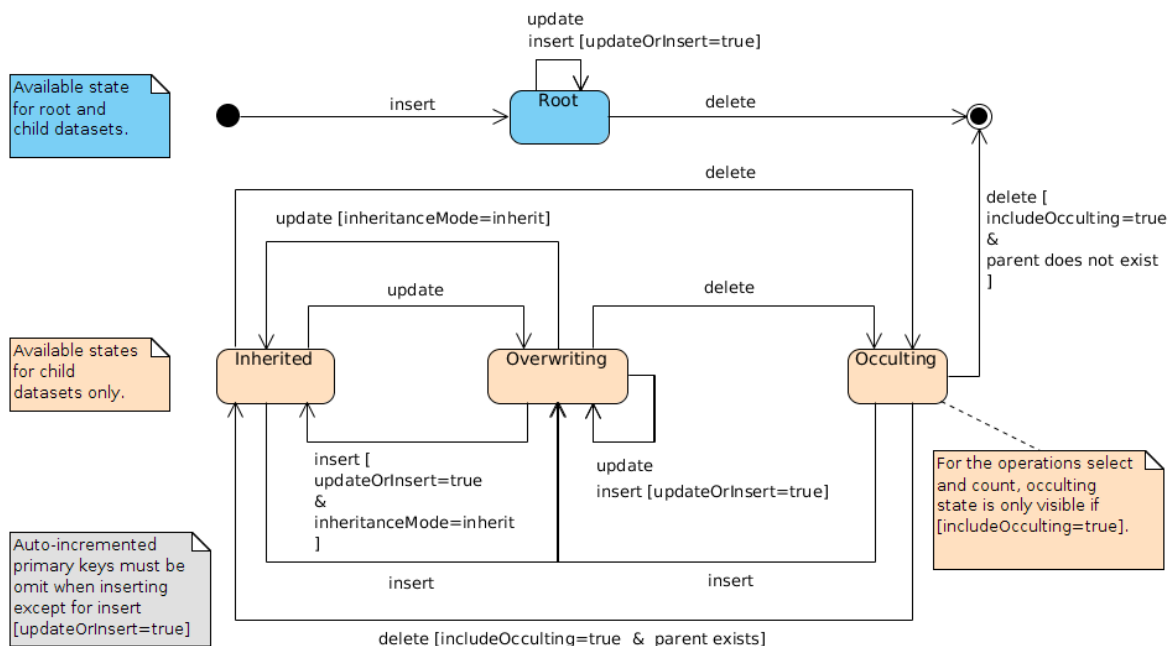 update
insert [updateOrInsert=true]
Available state
for root and
child datasets.
insert
Root
delete
delete
update [inheritanceMode=inherit]
delete [
includeOcculting=true
&
parent does not exist
]
update
delete
Available states
for child
datasets only.
Inherited
Overwriting
Occulting
insert [
updateOrInsert=true
&
inheritanceMode=inherit
]
update
insert [updateOrInsert=true]
For the operations select
and count, occulting
state is only visible if
[includeOcculting=true].
Auto-incremented
primary keys must be
omit when inserting
except for insert
[updateOrInsert=true]
insert
insert
delete [includeOcculting=true & parent exists]